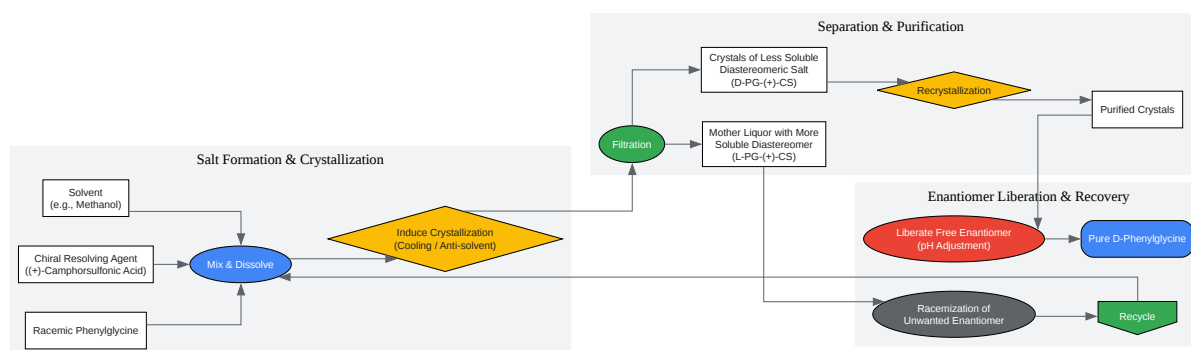 Separation & Purification
Crystals of Less Soluble
Diastereomeric Salt
(D-PG-(+)-CS)
Recrystallization
Purified Crystals
Filtration
Mother Liquor with More
Soluble Diastereomer
(L-PG-(+)-CS)
Salt Formation & Crystallization
Solvent
(e.g., Methanol)
Induce Crystallization
(Cooling / Anti-solvent)
Chiral Resolving Agent
((+)-Camphorsulfonic Acid)
Mix & Dissolve
Racemic Phenylglycine
Enantiomer Liberation & Recovery
Liberate Free Enantiomer
(pH Adjustment)
Pure D-Phenylglycine
Racemization of
Unwanted Enantiomer
Recycle